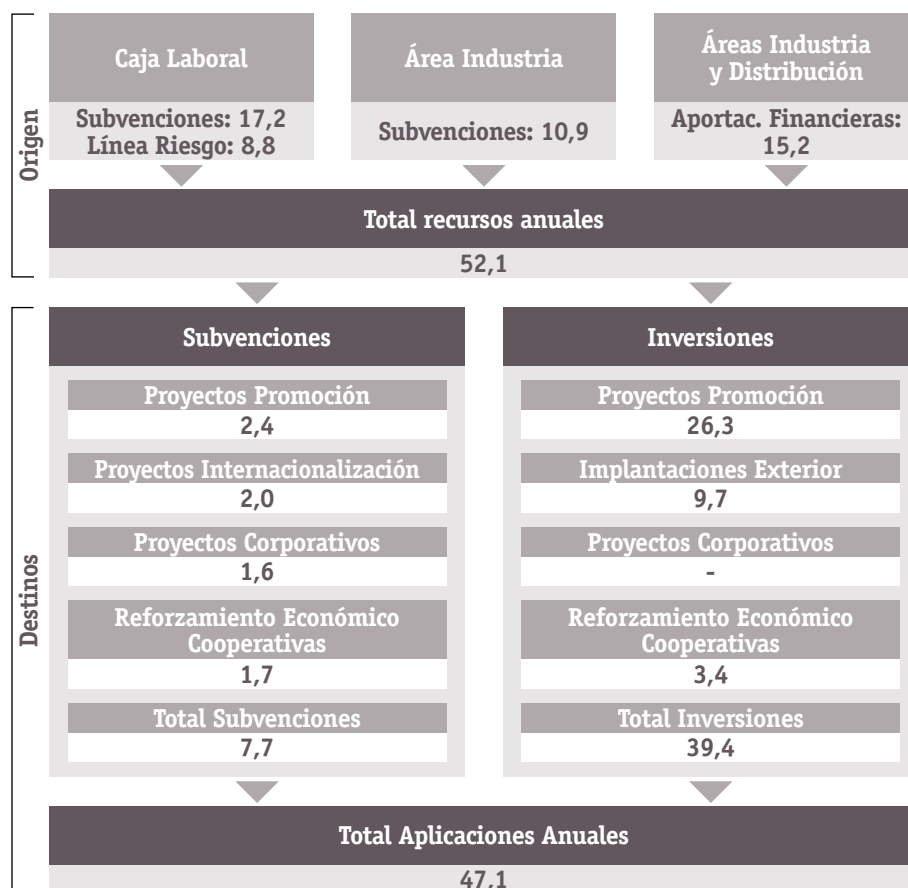 Origen
Caja Laboral
Subvenciones: 17,2
Línea Riesgo: 8,8
Área Industria
Subvenciones: 10,9
Áreas Industria
y Distribución
Aportac. Financieras:
15,2
Total recursos anuales
52,1
Destinos
Subvenciones
Proyectos Promoción
2,4
Proyectos Internacionalización
2,0
Proyectos Corporativos
1,6
Reforzamiento Económico
Cooperativas
1,7
Total Subvenciones
7,7
Inversiones
Proyectos Promoción
26,3
Implantaciones Exterior
9,7
Proyectos Corporativos
-
Reforzamiento Económico
Cooperativas
3,4
Total Inversiones
39,4
Total Aplicaciones Anuales
47,1